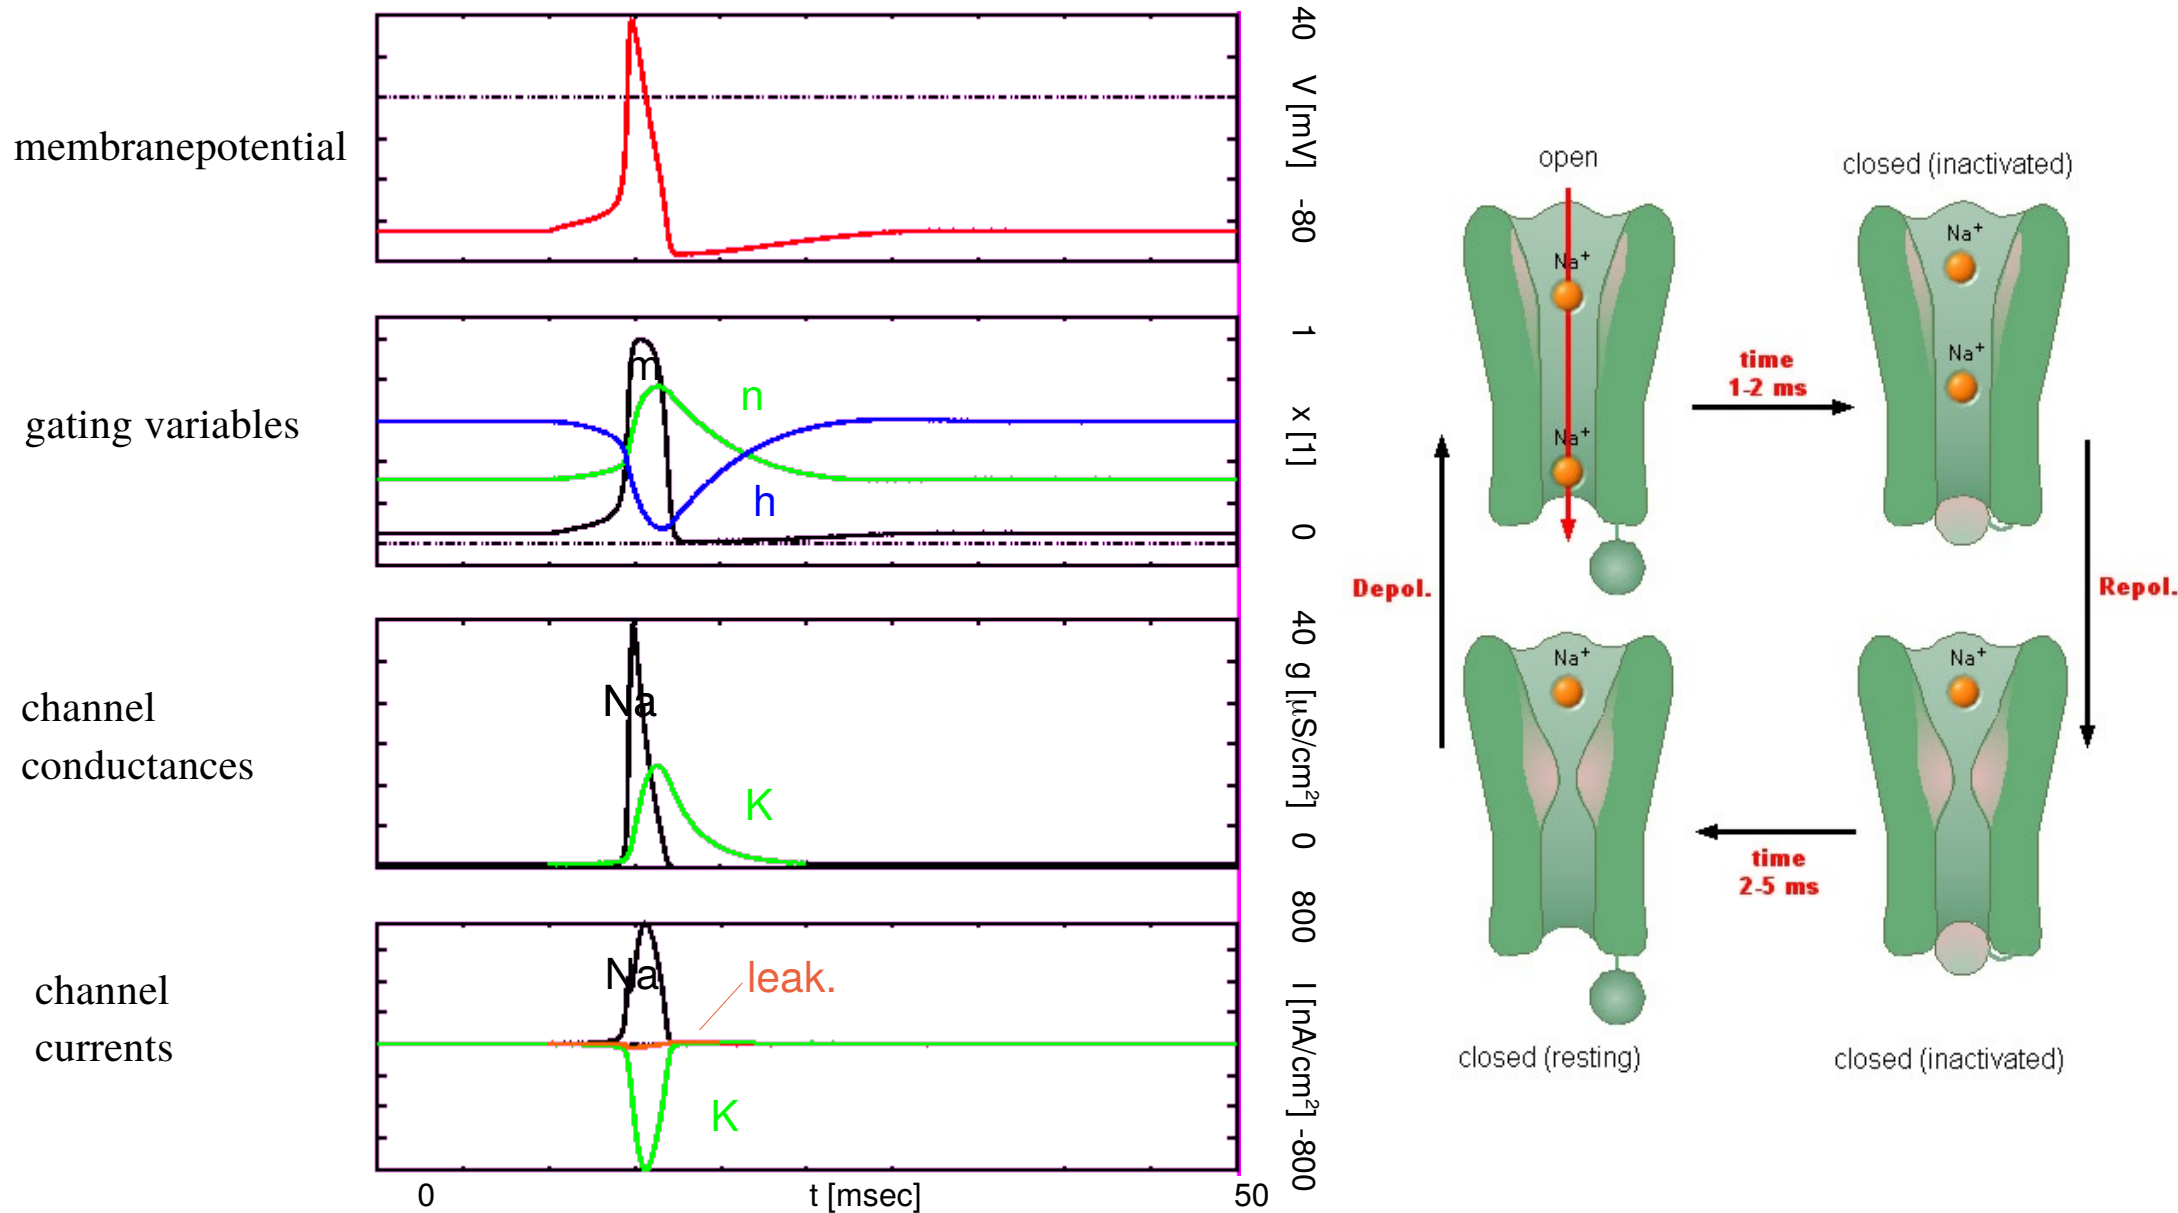 membranepotential
40 V [mV] -80
gating variables
m
n
h
1 x [1] 0
channel
conductances
Na
K
40 g [µS/cm²] 0
channel
currents
Na
leak.
K
800 I [nA/cm²] -800
0 t [msec] 50
open
closed (inactivated)
Na⁺
Na⁺
Na⁺
Na⁺
time
1-2 ms
Depol.
Repol.
Na⁺
Na⁺
time
2-5 ms
closed (resting)
closed (inactivated)